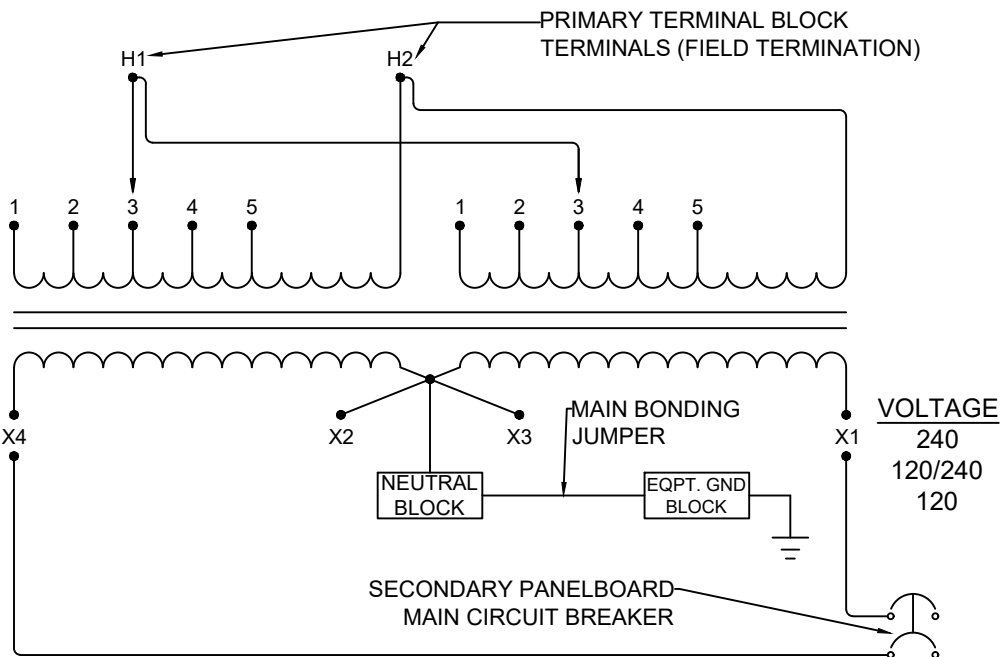 PRIMARY TERMINAL BLOCK
TERMINALS (FIELD TERMINATION)
H1 H2
1 2 3 4 5 1 2 3 4 5
X4 X2 X3 X1
MAIN BONDING
JUMPER
VOLTAGE
240
120/240
120
NEUTRAL
BLOCK
EQPT. GND
BLOCK
SECONDARY PANELBOARD
MAIN CIRCUIT BREAKER